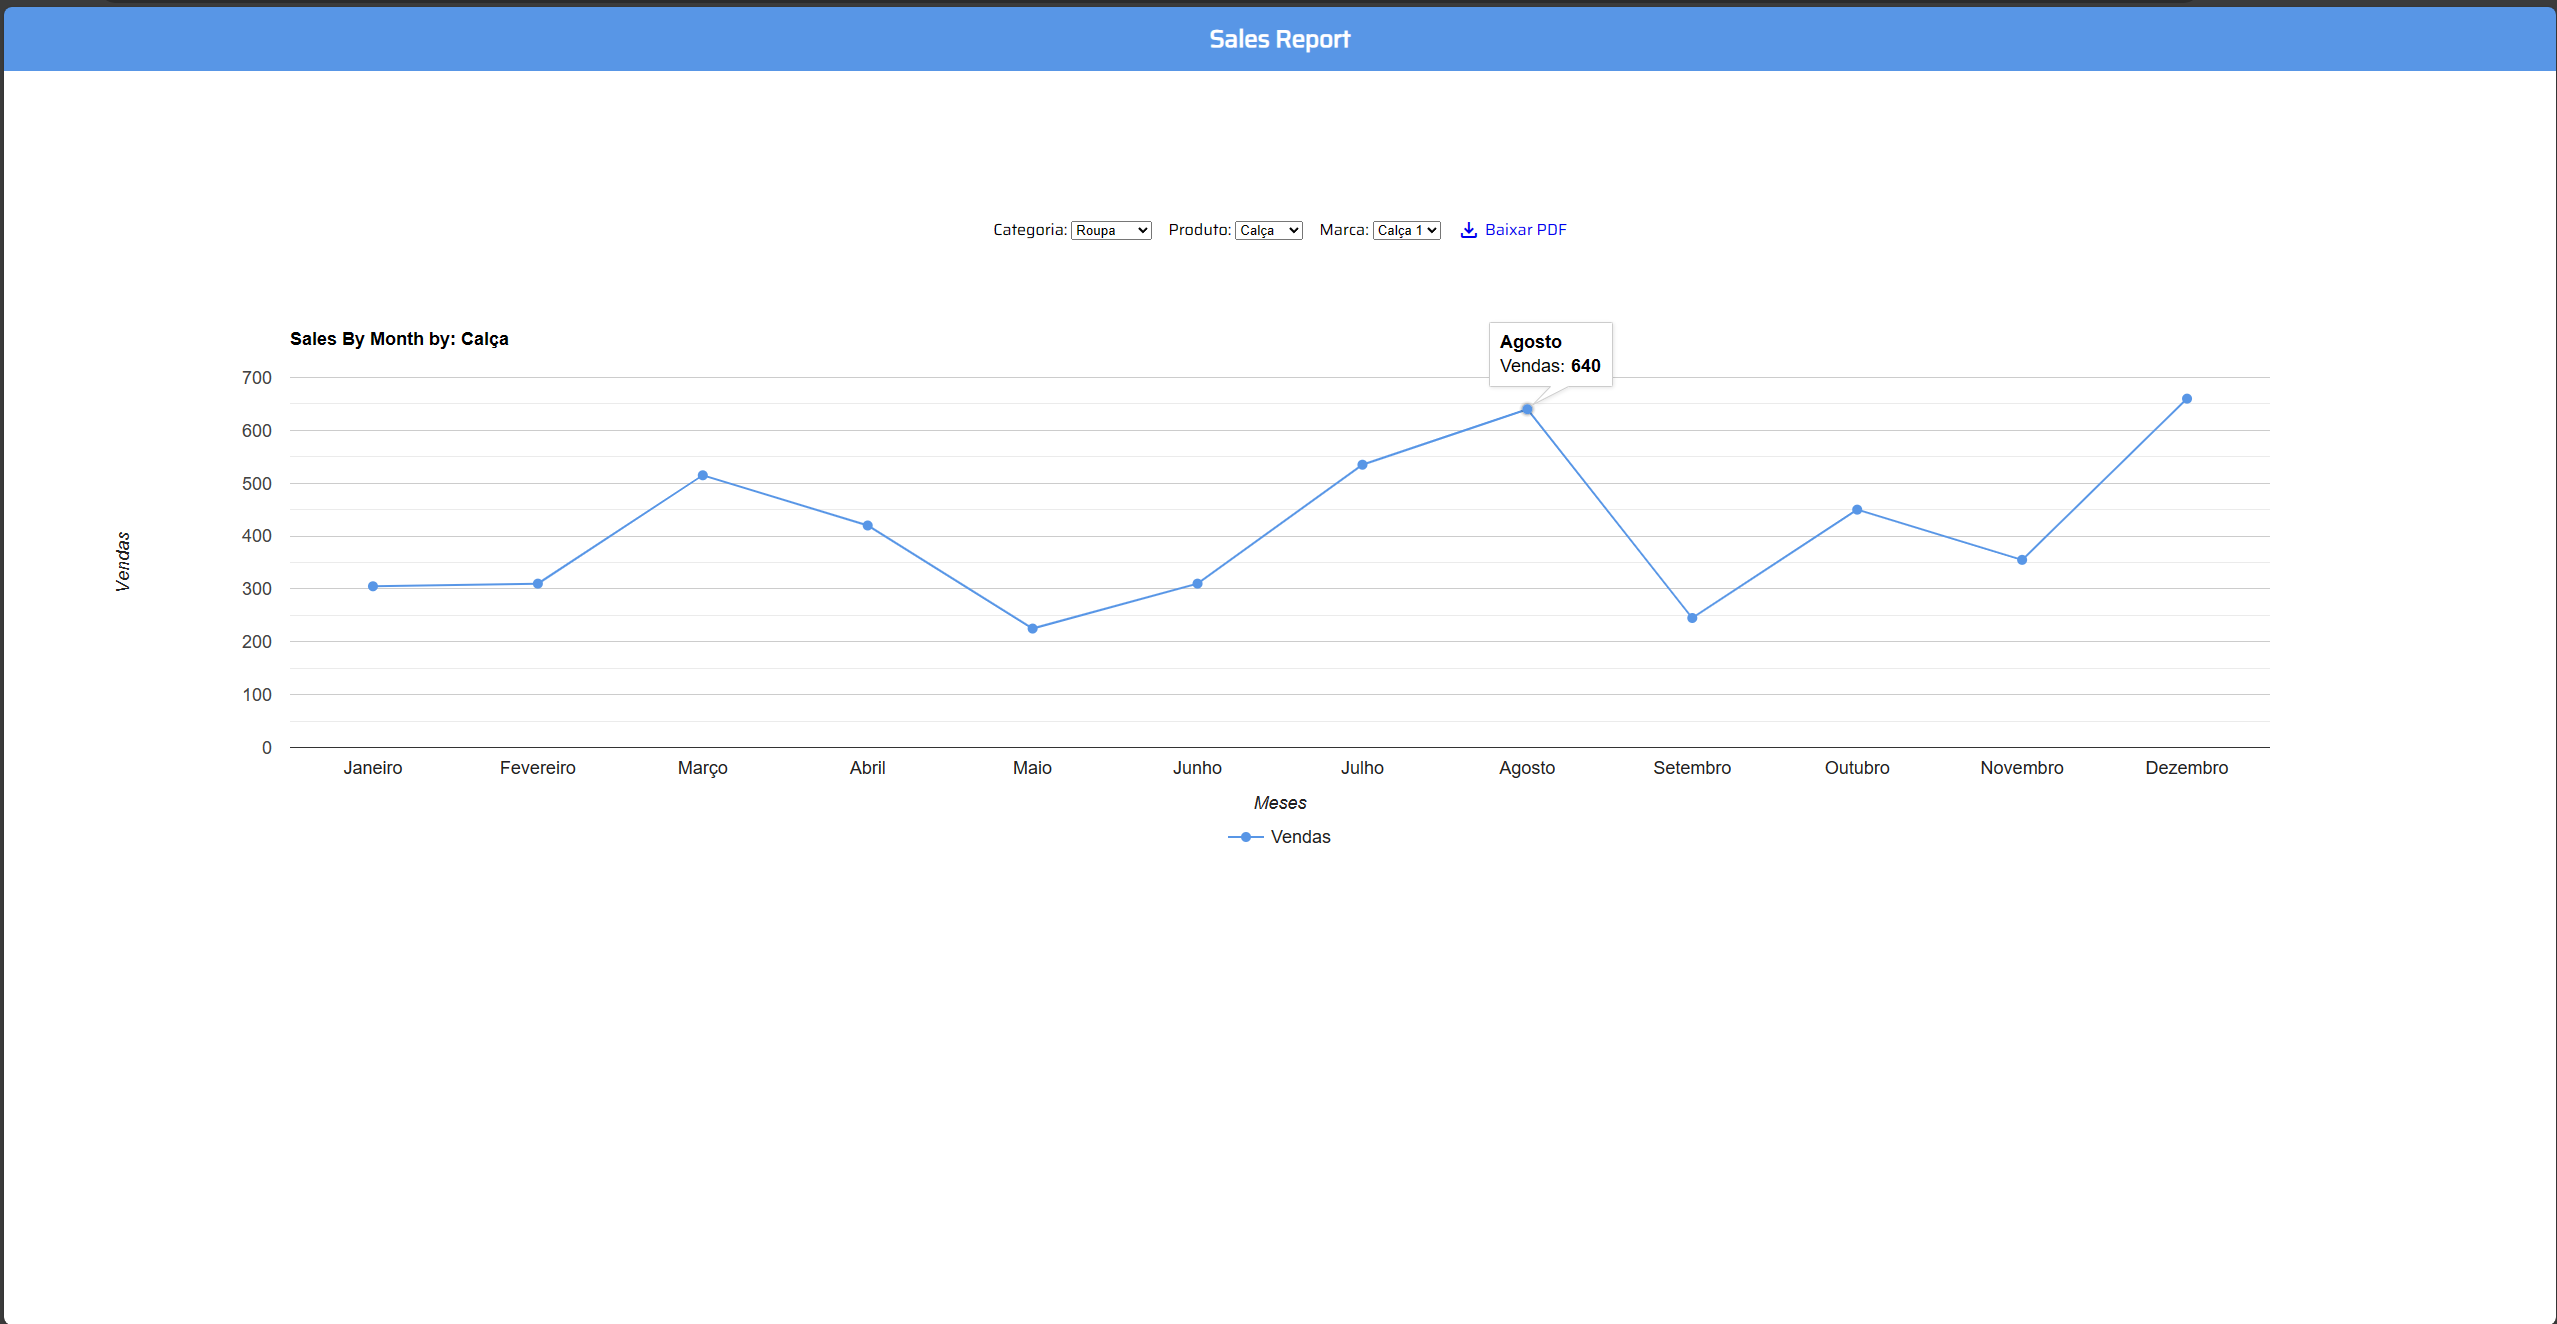 Sales Report
Categoria: Roupa Produto: Calça Marca: Calça 1 Baixar PDF
Sales By Month by: Calça
Agosto
Vendas: 640
700
600
500
400
300
200
100
0
Vendas
Janeiro Fevereiro Março Abril Maio Junho Julho Agosto Setembro Outubro Novembro Dezembro
Meses
Vendas